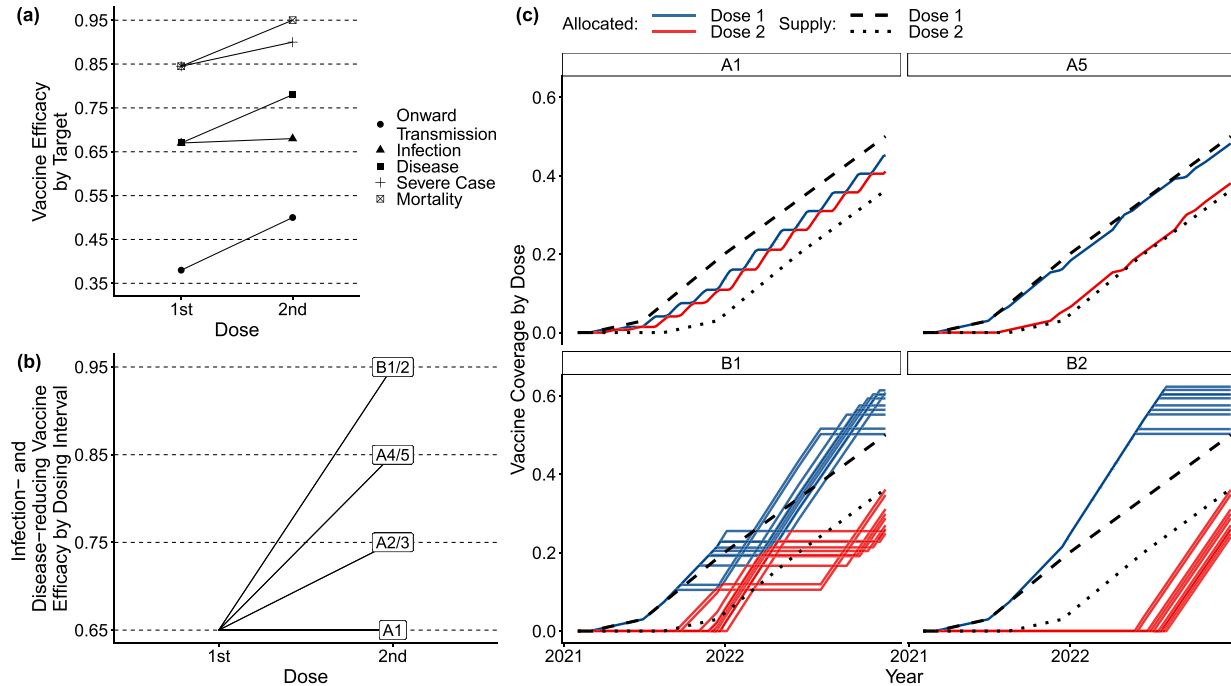 (a)
0.95
0.85
0.75
0.65
0.55
0.45
0.35
Vaccine Efficacy
by Target
1st
2nd
Dose
Onward
Transmission
Infection
Disease
Severe Case
Mortality
(b)
0.95
0.85
0.75
0.65
Infection− and
Disease−reducing Vaccine
Efficacy by Dosing Interval
B1/2
A4/5
A2/3
A1
1st
2nd
Dose
(c)
Allocated:
Dose 1
Dose 2
Supply:
Dose 1
Dose 2
A1
A5
0.6
0.4
0.2
0.0
B1
B2
0.6
0.4
0.2
0.0
Vaccine Coverage by Dose
2021
2022
2021
2022
Year